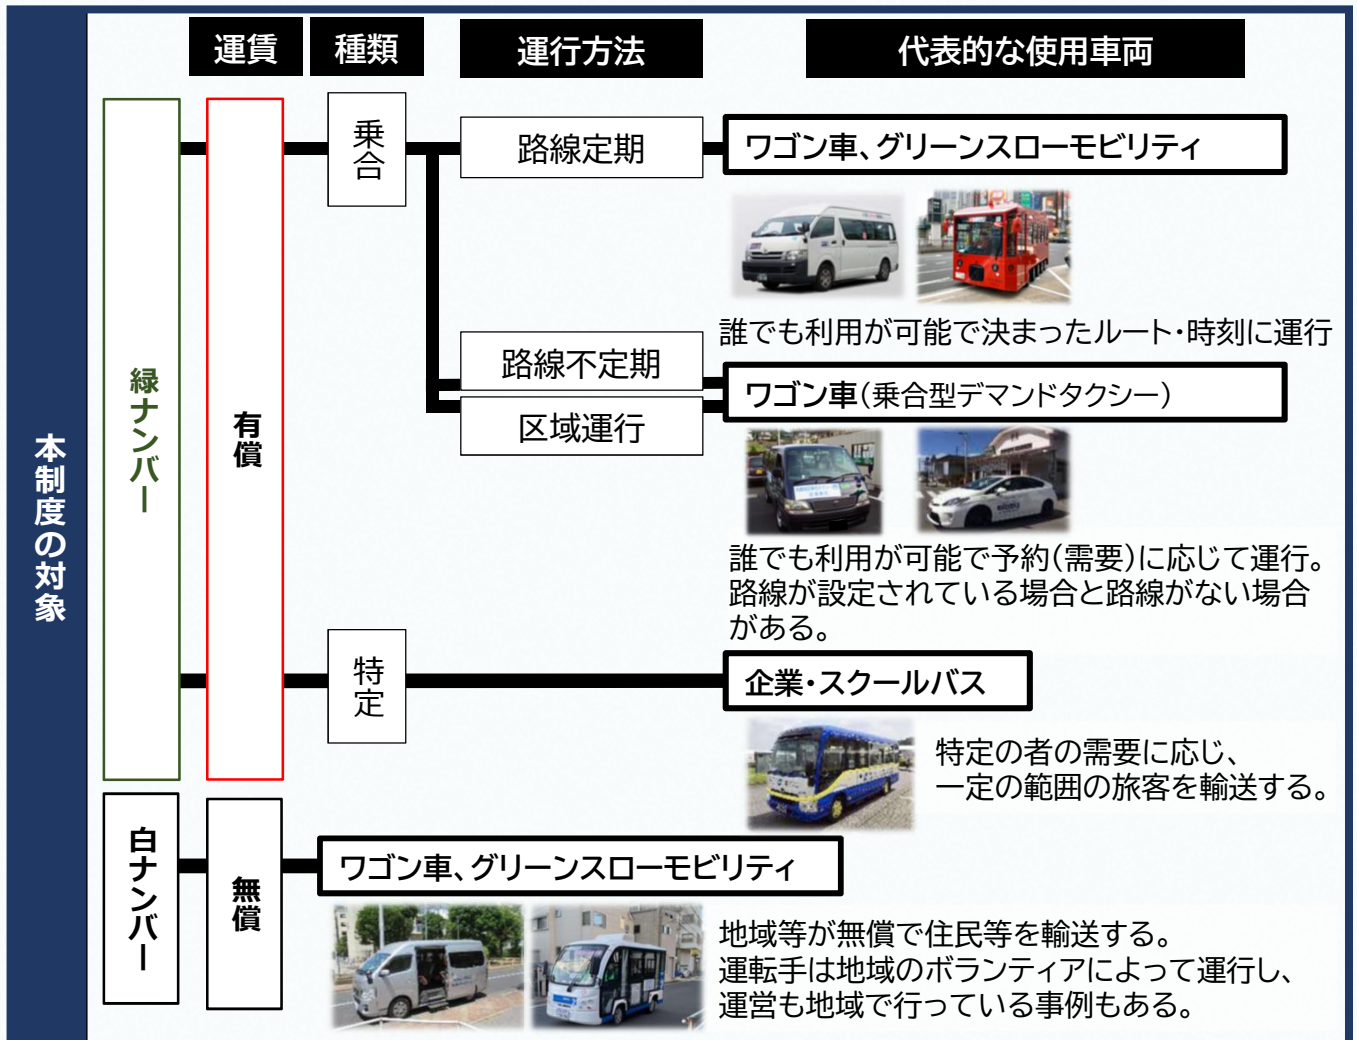 運賃
種類
運行方法
代表的な使用車両
本制度の対象
緑ナンバー
有償
乗合
路線定期
ワゴン車、グリーンスローモビリティ
誰でも利用が可能で決まったルート・時刻に運行
路線不定期
区域運行
ワゴン車(乗合型デマンドタクシー)
誰でも利用が可能で予約(需要)に応じて運行。
路線が設定されている場合と路線がない場合
がある。
特定
企業・スクールバス
特定の者の需要に応じ、
一定の範囲の旅客を輸送する。
白ナンバー
無償
ワゴン車、グリーンスローモビリティ
地域等が無償で住民等を輸送する。
運転手は地域のボランティアによって運行し、
運営も地域で行っている事例もある。